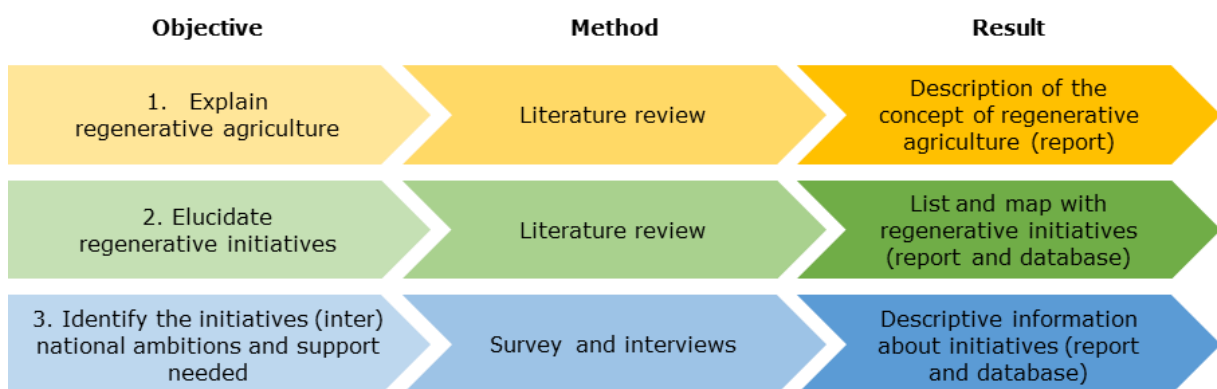 Objective
Method
Result
1. Explain
regenerative agriculture
Literature review
Description of the
concept of regenerative
agriculture (report)
2. Elucidate
regenerative initiatives
Literature review
List and map with
regenerative initiatives
(report and database)
3. Identify the initiatives (inter)
national ambitions and support
needed
Survey and interviews
Descriptive information
about initiatives (report
and database)